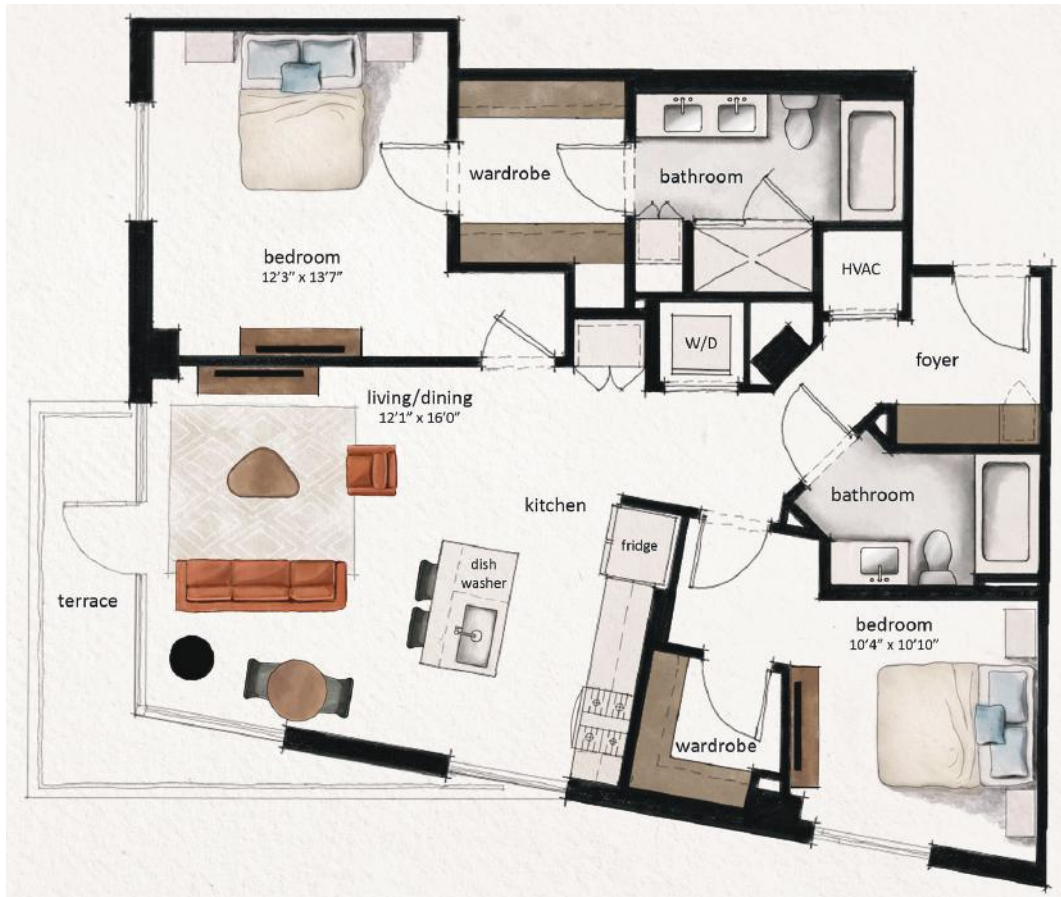 wardrobe
bathroom
bedroom
12'3" x 13'7"
HVAC
W/D
foyer
living/dining
12'1" x 16'0"
bathroom
kitchen
fridge
dish
washer
terrace
bedroom
10'4" x 10'10"
wardrobe